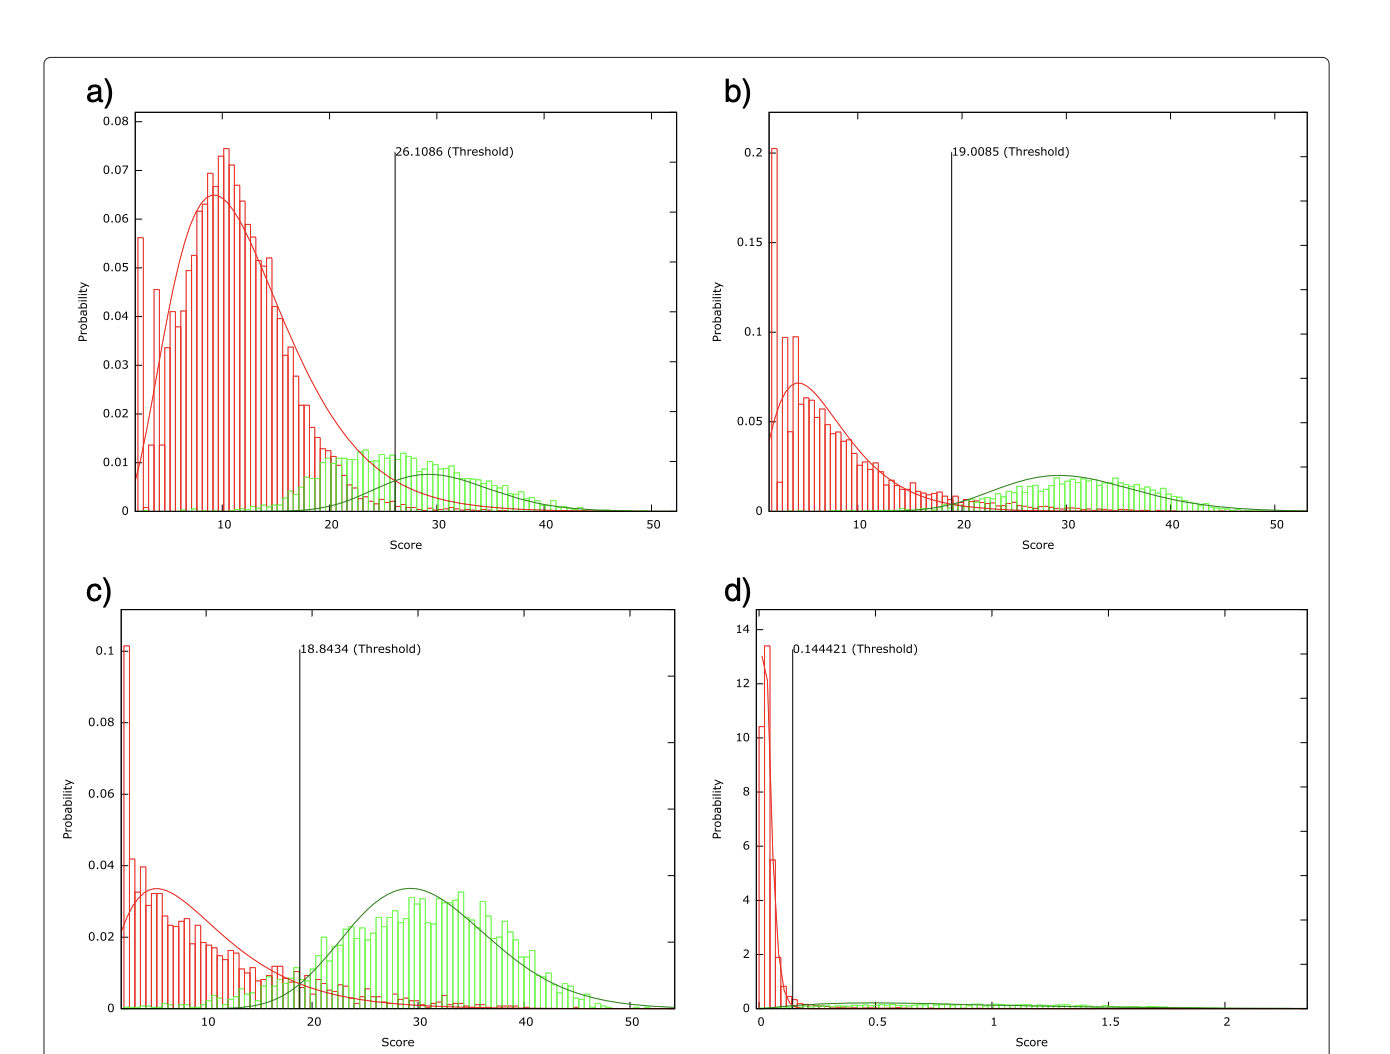 a)
0.08
0.07
0.06
0.05
0.04
0.03
0.02
0.01
0
Probability
26.1086 (Threshold)
10 20 30 40 50
Score
b)
0.2
0.15
0.1
0.05
0
Probability
19.0085 (Threshold)
10 20 30 40 50
Score
c)
0.1
0.08
0.06
0.04
0.02
0
Probability
18.8434 (Threshold)
10 20 30 40 50
Score
d)
14
12
10
8
6
4
2
0
Probability
0.144421 (Threshold)
0 0.5 1 1.5 2
Score